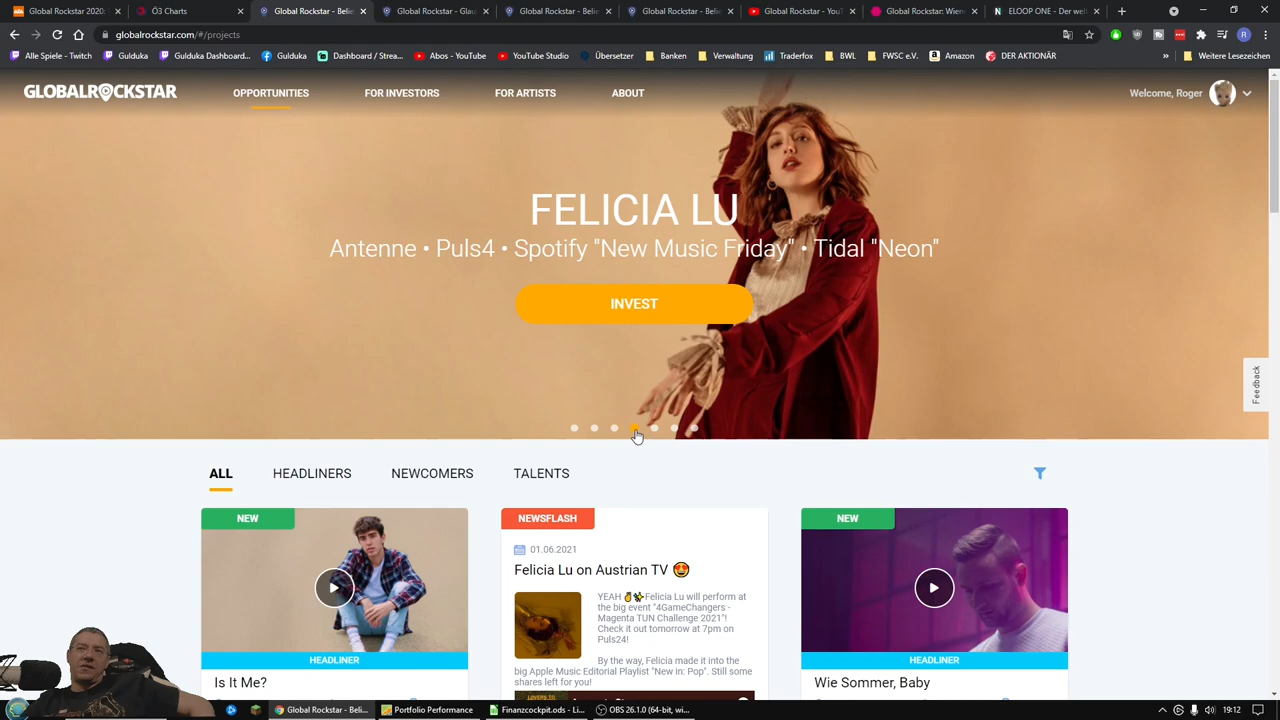 Global Rockstar - Belie
Ö3 Charts
Global Rockstar - Belie
Global Rockstar - Glau
Global Rockstar - Belie
Global Rockstar - Belie
Global Rockstar - YouT
Global Rockstar Wien
ELOOP ONE - Der wel
globalrockstar.com/#/projects
Alle Spiele - Twitch
Gulduka
Gulduka Dashboard...
Gulduka
Dashboard / Strea...
Abos - YouTube
YouTube Studio
Übersetzer
Banken
Verwaltung
Traderfox
BWL
FWSC e.V.
Amazon
DER AKTIONÄR
Weitere Lesezeichen
GLOBALROCKSTAR
OPPORTUNITIES
FOR INVESTORS
FOR ARTISTS
ABOUT
Welcome, Roger
FELICIA LU
Antenne • Puls4 • Spotify "New Music Friday" • Tidal "Neon"
INVEST
Feedback
ALL
HEADLINERS
NEWCOMERS
TALENTS
NEW
HEADLINER
Is It Me?
NEWSFLASH
01.06.2021
Felicia Lu on Austrian TV 😍
YEAH ✌️✨Felicia Lu will perform at
the big event "4GameChangers -
Magenta TUN Challenge 2021"!
Check it out tomorrow at 7pm on
Puls24!
By the way, Felicia made it into the
big Apple Music Editorial Playlist "New in: Pop". Still some
shares left for you!
NEW
HEADLINER
Wie Sommer, Baby
Global Rockstar - Beli...
Portfolio Performance
Finanzcockpit.ods - Li...
OBS 26.1.0 (64-bit, wi...
19:12